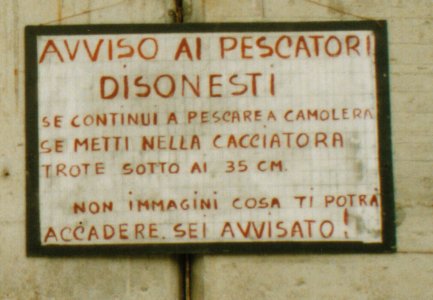 AVVISO AI PESCATORI
DISONESTI
SE CONTINUI A PESCARE A CAMOLERA
SE METTI NELLA CACCIATORA
TROTE SOTTO AI 35 CM.
NON IMMAGINI COSA TI POTRÀ
ACCADERE. SEI AVVISATO!